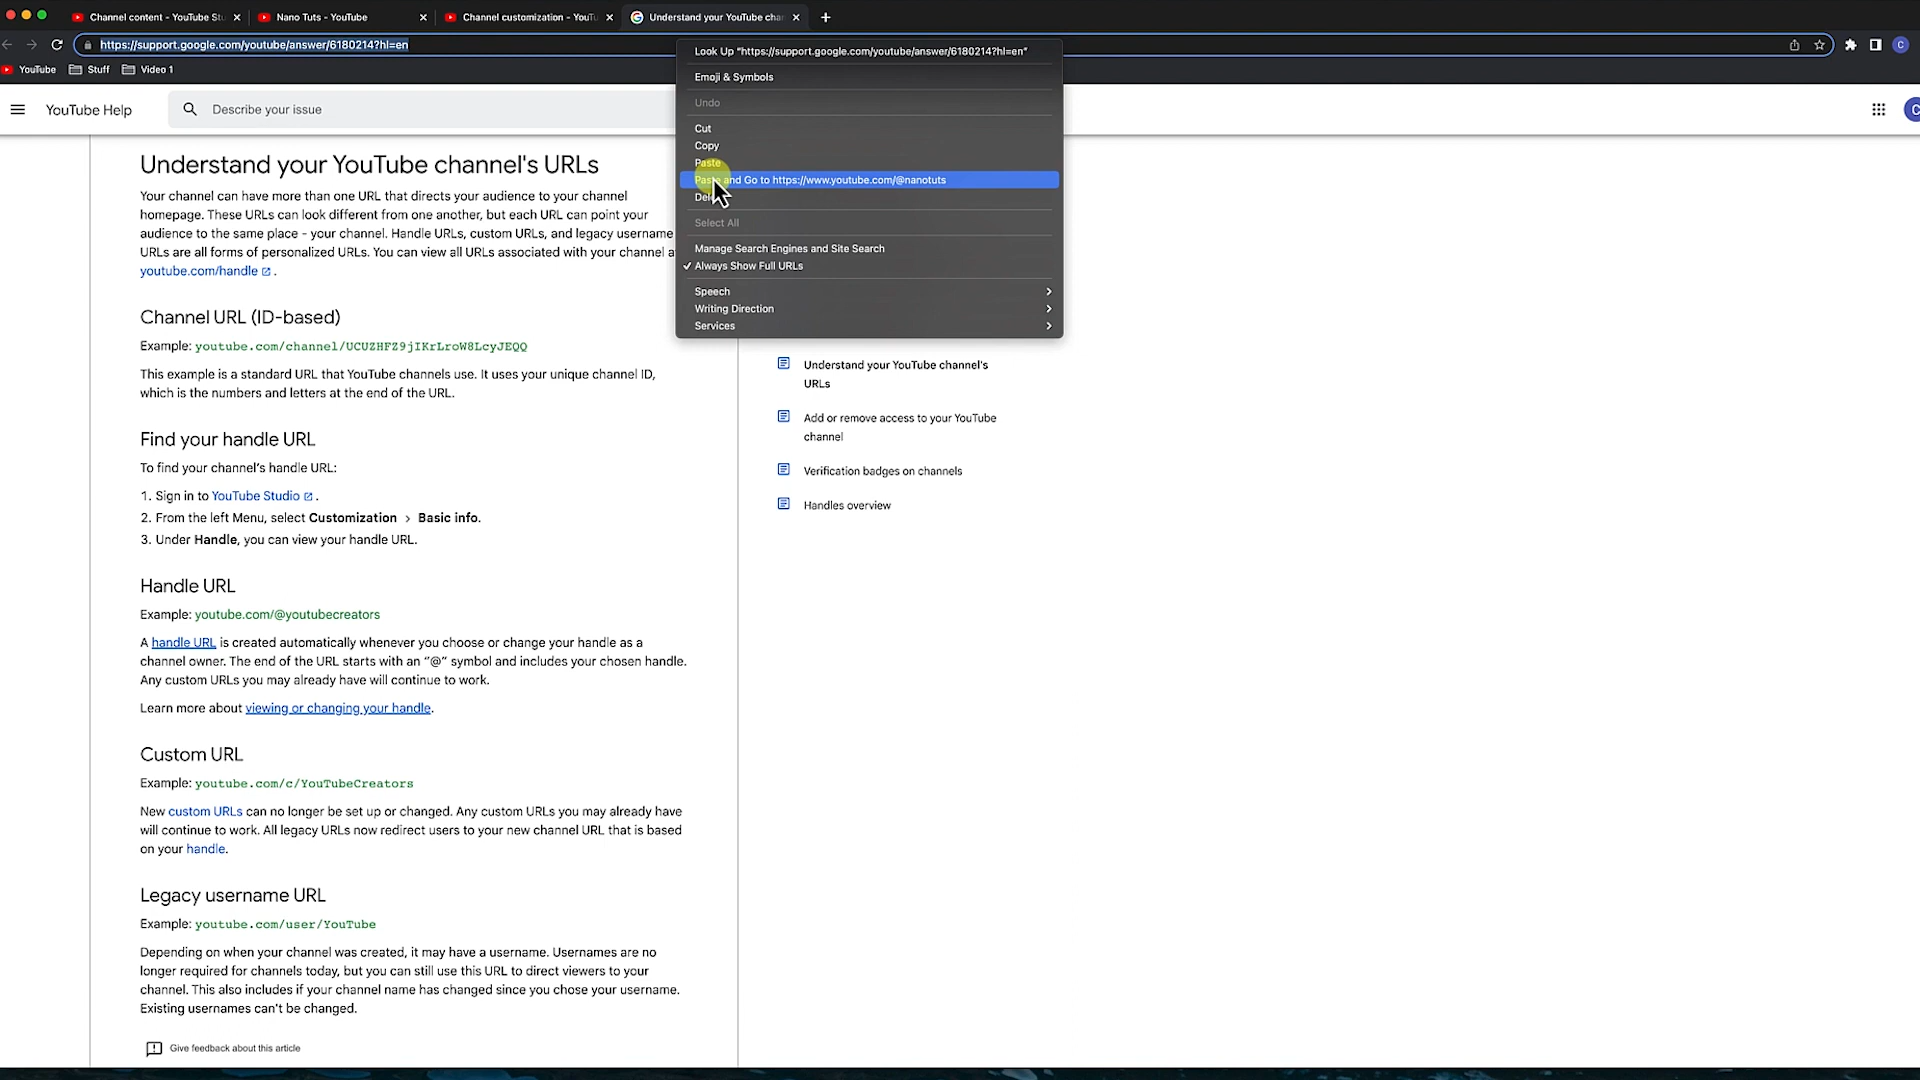 Channel content - YouTube Stu
Nano Tuts - YouTube
Channel customization - YouTu
Understand your YouTube chan
https://support.google.com/youtube/answer/6180214?hl=en
YouTube
Stuff
Video 1
Look Up "https://support.google.com/youtube/answer/6180214?hl=en"
Emoji & Symbols
Undo
Cut
Copy
Paste
Paste and Go to https://www.youtube.com/@nanotuts
Select All
Manage Search Engines and Site Search
✓ Always Show Full URLs
Speech
Writing Direction
Services
YouTube Help
Describe your issue
C
C
Understand your YouTube channel's URLs
Your channel can have more than one URL that directs your audience to your channel
homepage. These URLs can look different from one another, but each URL can point your
audience to the same place - your channel. Handle URLs, custom URLs, and legacy username
URLs are all forms of personalized URLs. You can view all URLs associated with your channel a
youtube.com/handle .
Channel URL (ID-based)
Example: youtube.com/channel/UCUZHFZ9jIKrLroW8LcyJEQQ
This example is a standard URL that YouTube channels use. It uses your unique channel ID,
which is the numbers and letters at the end of the URL.
Find your handle URL
To find your channel's handle URL:
1. Sign in to YouTube Studio .
2. From the left Menu, select Customization > Basic info.
3. Under Handle, you can view your handle URL.
Handle URL
Example: youtube.com/@youtubecreators
A handle URL is created automatically whenever you choose or change your handle as a
channel owner. The end of the URL starts with an “@” symbol and includes your chosen handle.
Any custom URLs you may already have will continue to work.
Learn more about viewing or changing your handle.
Custom URL
Example: youtube.com/c/YouTubeCreators
New custom URLs can no longer be set up or changed. Any custom URLs you may already have
will continue to work. All legacy URLs now redirect users to your new channel URL that is based
on your handle.
Legacy username URL
Example: youtube.com/user/YouTube
Depending on when your channel was created, it may have a username. Usernames are no
longer required for channels today, but you can still use this URL to direct viewers to your
channel. This also includes if your channel name has changed since you chose your username.
Existing usernames can't be changed.
Give feedback about this article
Understand your YouTube channel's
URLs
Add or remove access to your YouTube
channel
Verification badges on channels
Handles overview